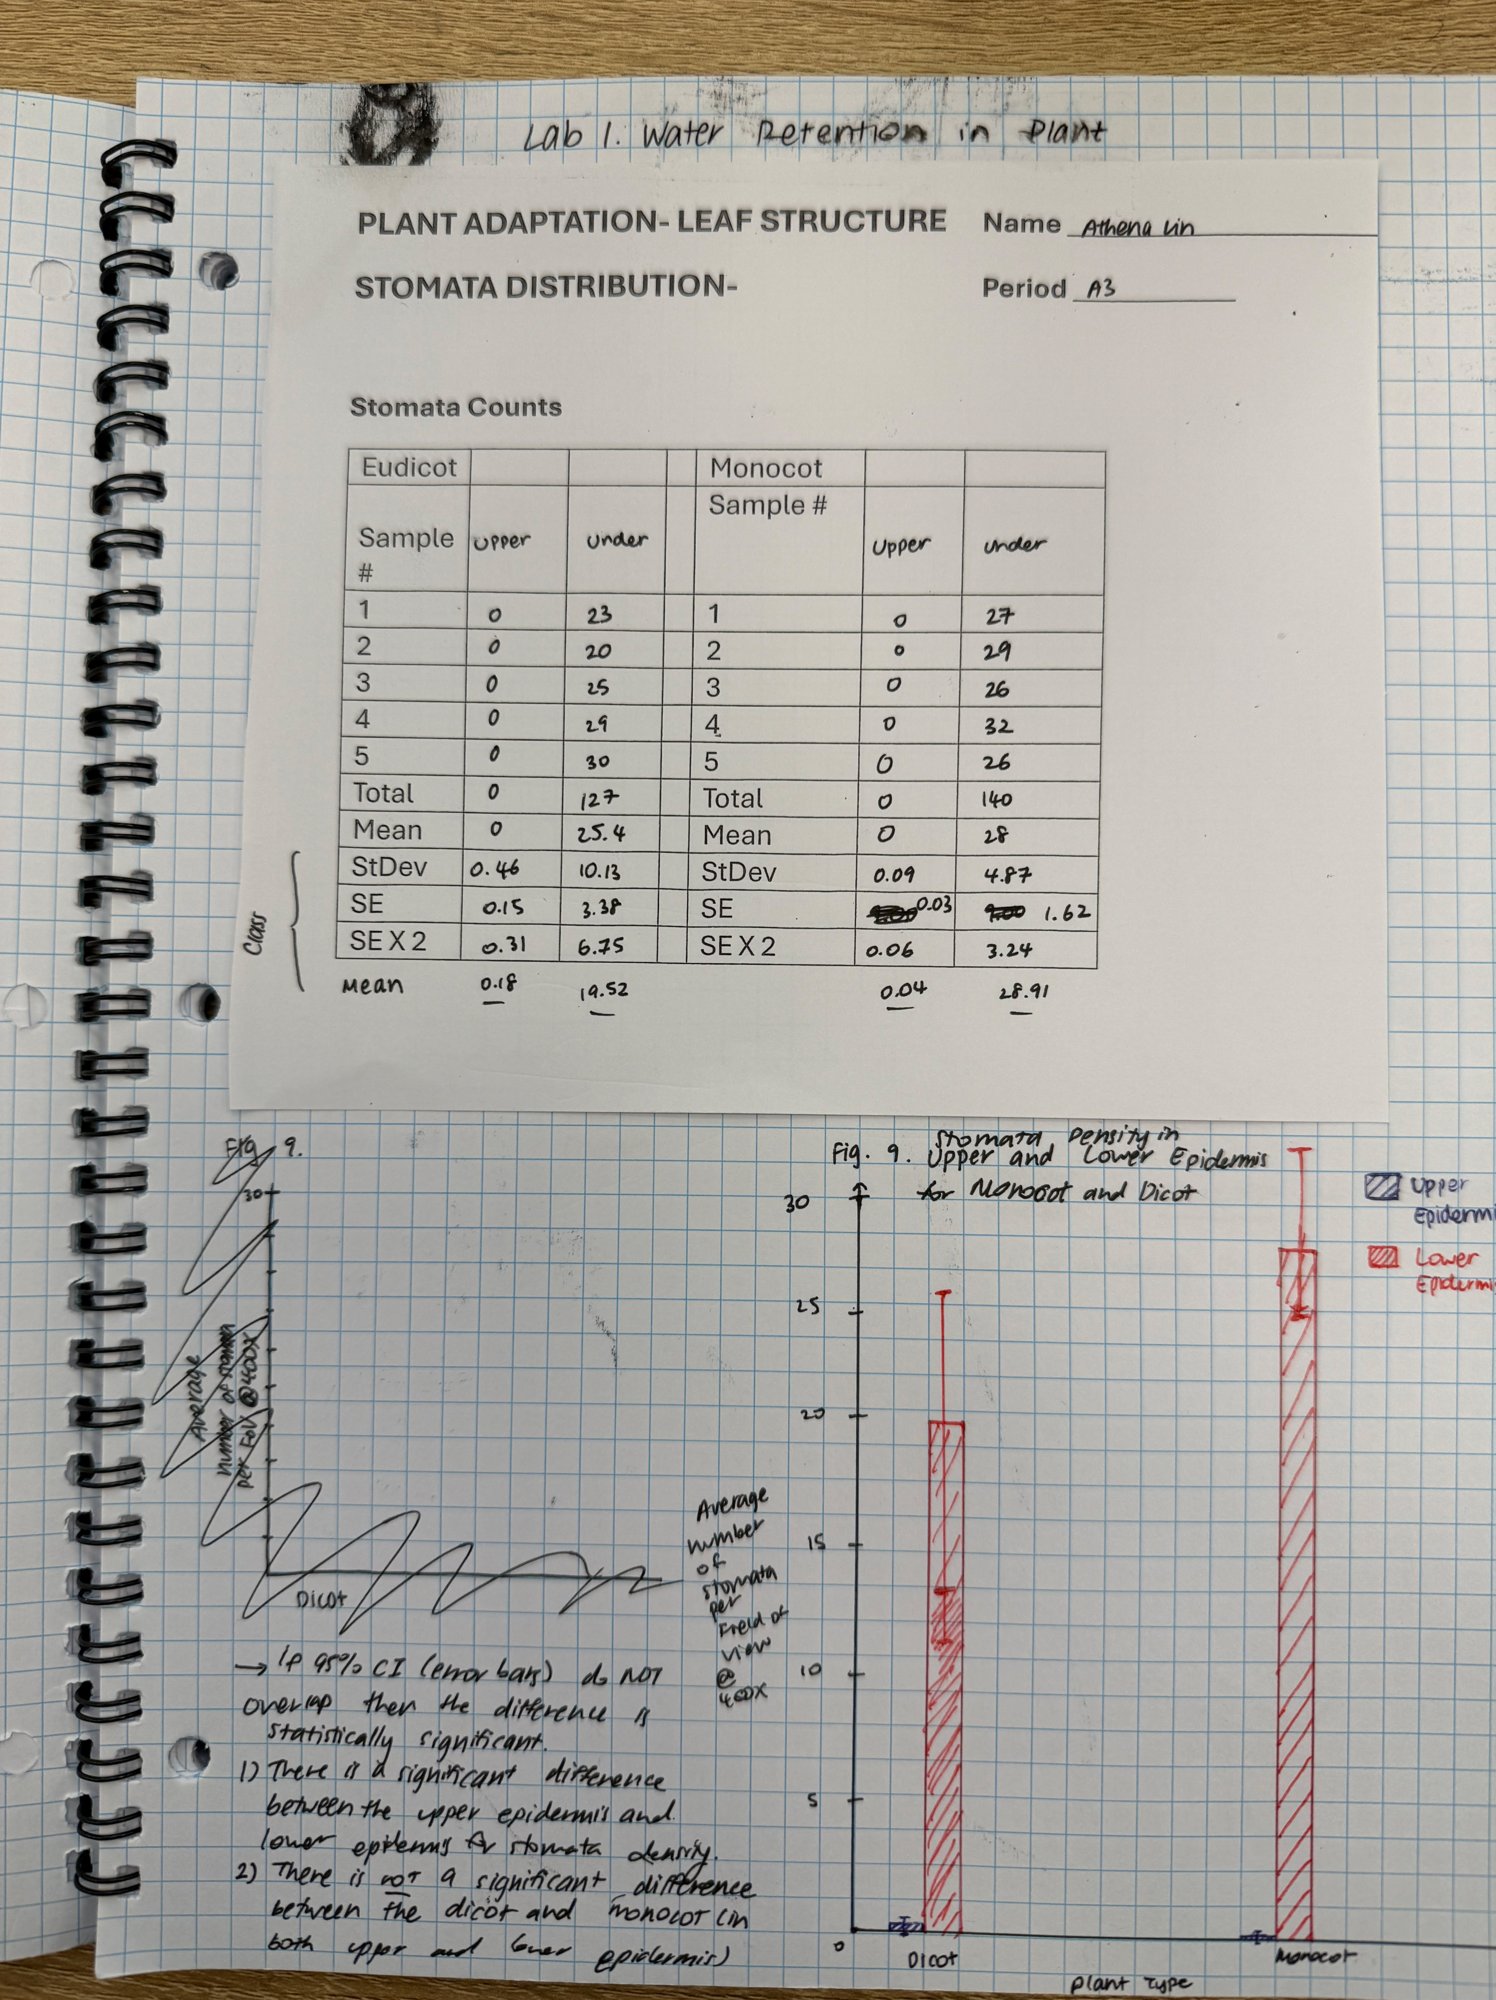 Lab 1. Water Retention in Plant
PLANT ADAPTATION- LEAF STRUCTURE Name Athena Lin
STOMATA DISTRIBUTION- Period A3
Stomata Counts
Eudicot Monocot
Sample # Upper Under Sample # Upper Under
1 0 23 1 0 27
2 0 20 2 0 29
3 0 25 3 0 26
4 0 29 4 0 32
5 0 30 5 0 26
Total 0 127 Total 0 140
Mean 0 25.4 Mean 0 28
StDev 0.46 10.13 StDev 0.09 4.87
SE 0.15 3.38 SE 0.03 1.62
SE X 2 0.31 6.75 SE X 2 0.06 3.24
Class
Mean 0.18 19.52 0.04 28.91
Fig 9.
30
Average
number of stomata
per FOV @400X
Dicot
→ If 95% CI (error bars) do NOT
overlap then the difference is
statistically significant.
1) There is a significant difference
between the upper epidermis and
lower epidermis for stomata density.
2) There is not a significant difference
between the dicot and monocot (in
both upper and lower epidermis)
Fig. 9. Stomata Density in
Upper and Lower Epidermis
for Monocot and Dicot
Upper
Epidermi
Lower
Epidermi
30
25
20
15
10
5
0
Average
number
of
stomata
per
Field of
view
@
400X
Dicot
Monocot
Plant Type